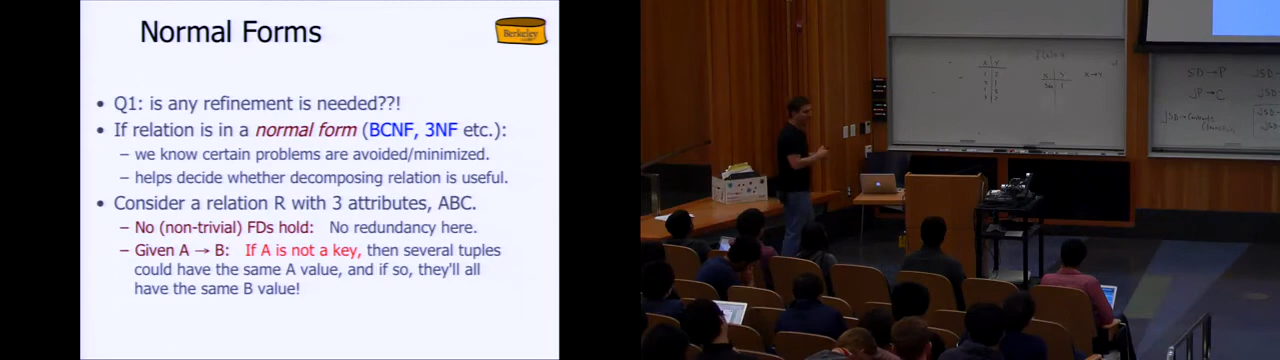 Normal Forms
Berkeley
• Q1: is any refinement is needed??!
• If relation is in a normal form (BCNF, 3NF etc.):
– we know certain problems are avoided/minimized.
– helps decide whether decomposing relation is useful.
• Consider a relation R with 3 attributes, ABC.
– No (non-trivial) FDs hold: No redundancy here.
– Given A → B: If A is not a key, then several tuples
could have the same A value, and if so, they'll all
have the same B value!
X Y
X Y
X→Y
SD→P
JP→C